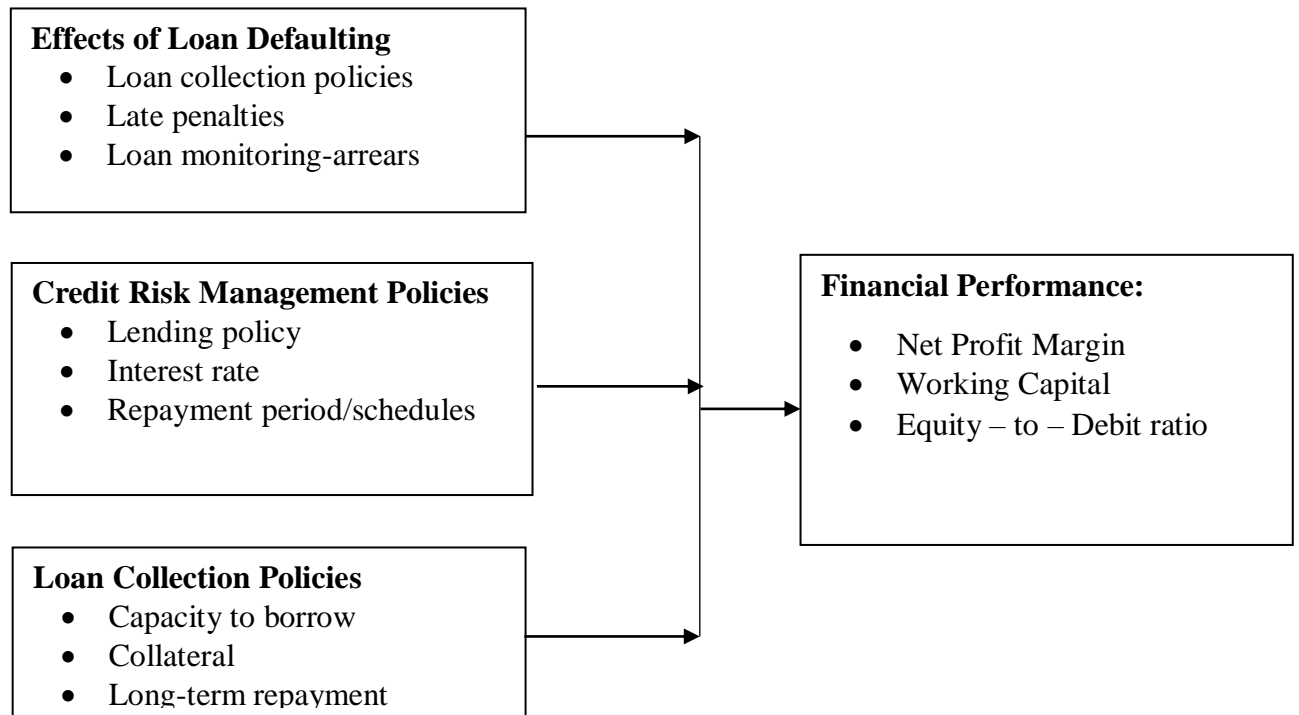 Effects of Loan Defaulting
• Loan collection policies
• Late penalties
• Loan monitoring-arrears
Credit Risk Management Policies
• Lending policy
• Interest rate
• Repayment period/schedules
Loan Collection Policies
• Capacity to borrow
• Collateral
• Long-term repayment
Financial Performance:
• Net Profit Margin
• Working Capital
• Equity – to – Debit ratio